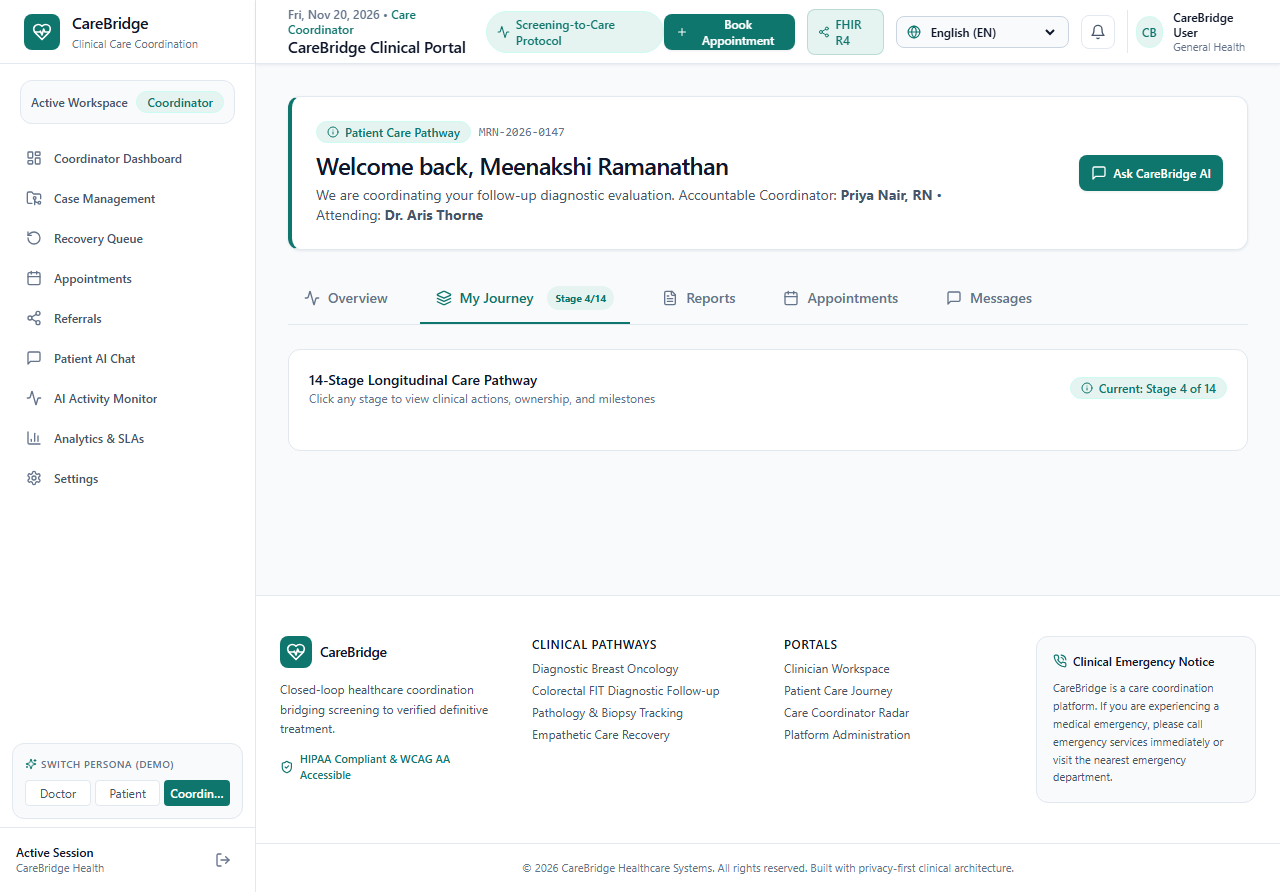 CareBridge
Clinical Care Coordination
Fri, Nov 20, 2026 • Care
Coordinator
CareBridge Clinical Portal
Screening-to-Care
Protocol
+ Book
Appointment
FHIR
R4
English (EN)
CB
CareBridge
User
General Health
Active Workspace
Coordinator
Coordinator Dashboard
Case Management
Recovery Queue
Appointments
Referrals
Patient AI Chat
AI Activity Monitor
Analytics & SLAs
Settings
SWITCH PERSONA (DEMO)
Doctor
Patient
Coordin...
Active Session
CareBridge Health
Patient Care Pathway
MRN-2026-0147
Welcome back, Meenakshi Ramanathan
We are coordinating your follow-up diagnostic evaluation. Accountable Coordinator: Priya Nair, RN •
Attending: Dr. Aris Thorne
Ask CareBridge AI
Overview
My Journey
Stage 4/14
Reports
Appointments
Messages
14-Stage Longitudinal Care Pathway
Click any stage to view clinical actions, ownership, and milestones
Current: Stage 4 of 14
CareBridge
Closed-loop healthcare coordination
bridging screening to verified definitive
treatment.
HIPAA Compliant & WCAG AA
Accessible
CLINICAL PATHWAYS
Diagnostic Breast Oncology
Colorectal FIT Diagnostic Follow-up
Pathology & Biopsy Tracking
Empathetic Care Recovery
PORTALS
Clinician Workspace
Patient Care Journey
Care Coordinator Radar
Platform Administration
Clinical Emergency Notice
CareBridge is a care coordination
platform. If you are experiencing a
medical emergency, please call
emergency services immediately or
visit the nearest emergency
department.
© 2026 CareBridge Healthcare Systems. All rights reserved. Built with privacy-first clinical architecture.